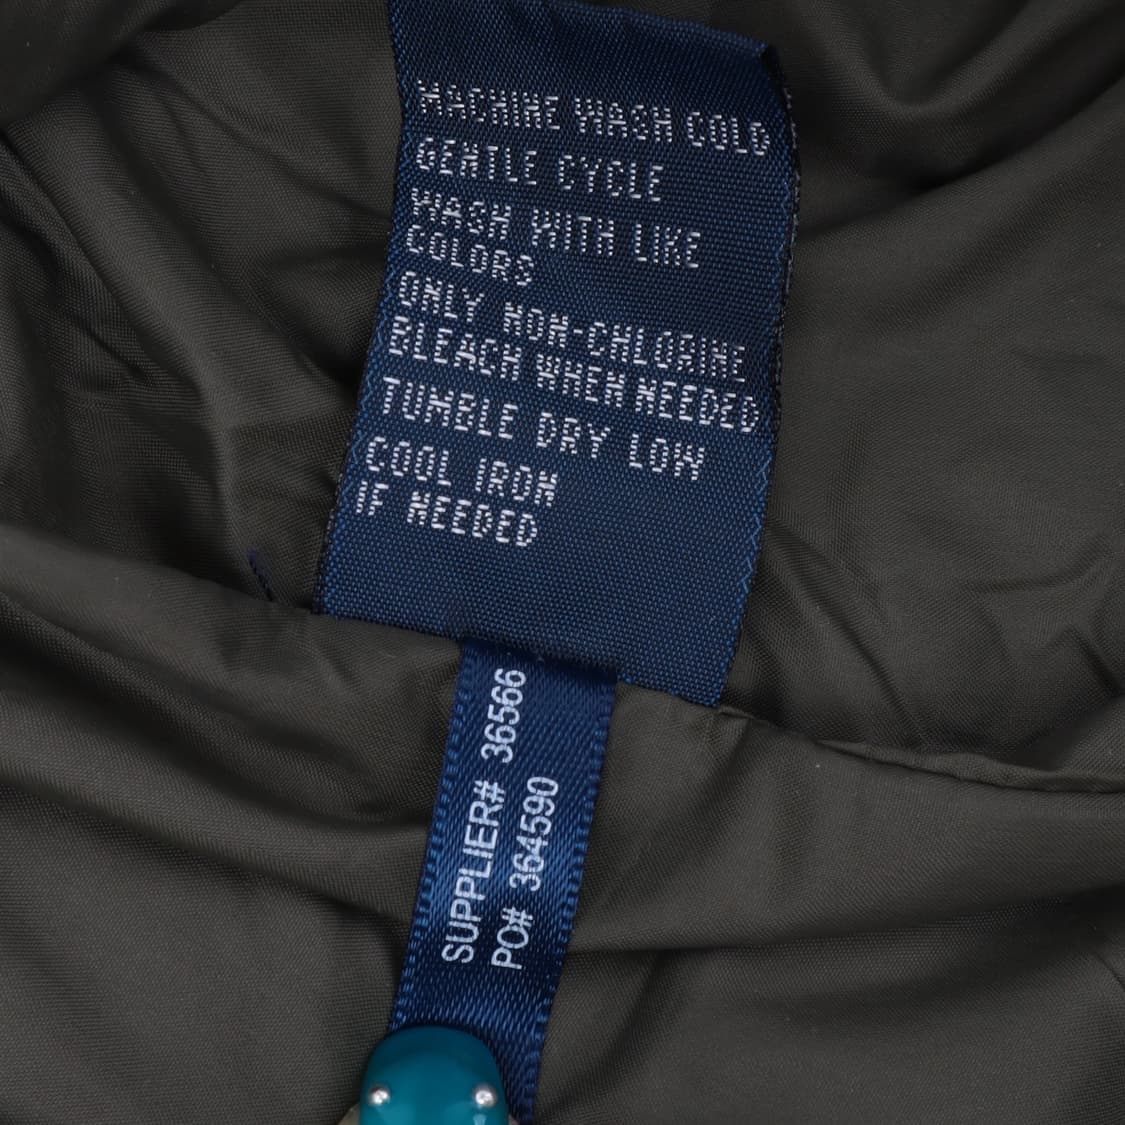 MACHINE WASH COLD
GENTLE CYCLE
WASH WITH LIKE
COLORS
ONLY NON-CHLORINE
BLEACH WHEN NEEDED
TUMBLE DRY LOW
COOL IRON
IF NEEDED
SUPPLIER# 36566
PO# 364590